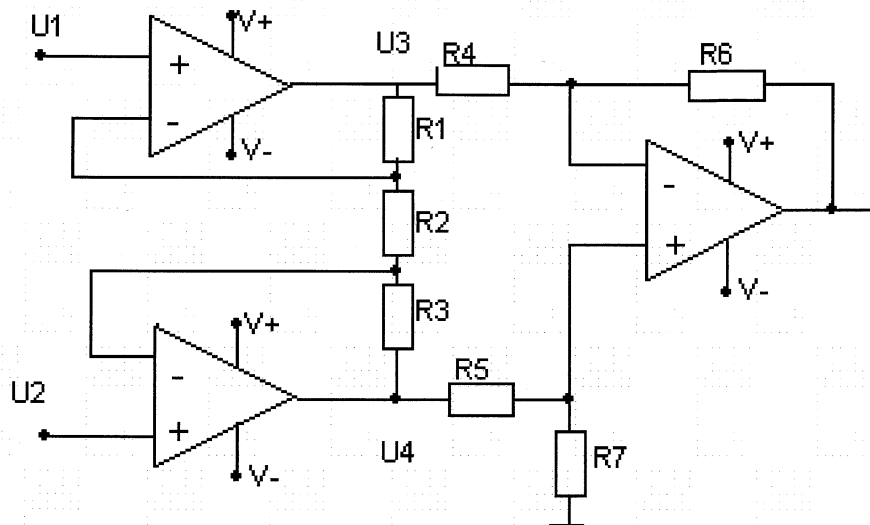 U1
V+
+
-
V-
U3
R4
R6
R1
R2
V+
-
+
V-
R3
V+
-
+
V-
U2
R5
U4
R7